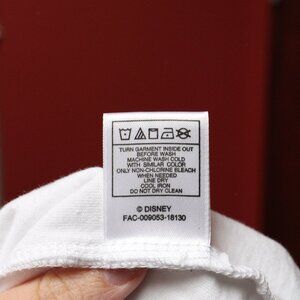 TURN GARMENT INSIDE OUT
BEFORE WASH
MACHINE WASH COLD
WITH SIMILAR COLOR
ONLY NON-CHLORINE BLEACH
WHEN NEEDED
LINE DRY
COOL IRON
DO NOT DRY CLEAN
© DISNEY
FAC-009053-18130